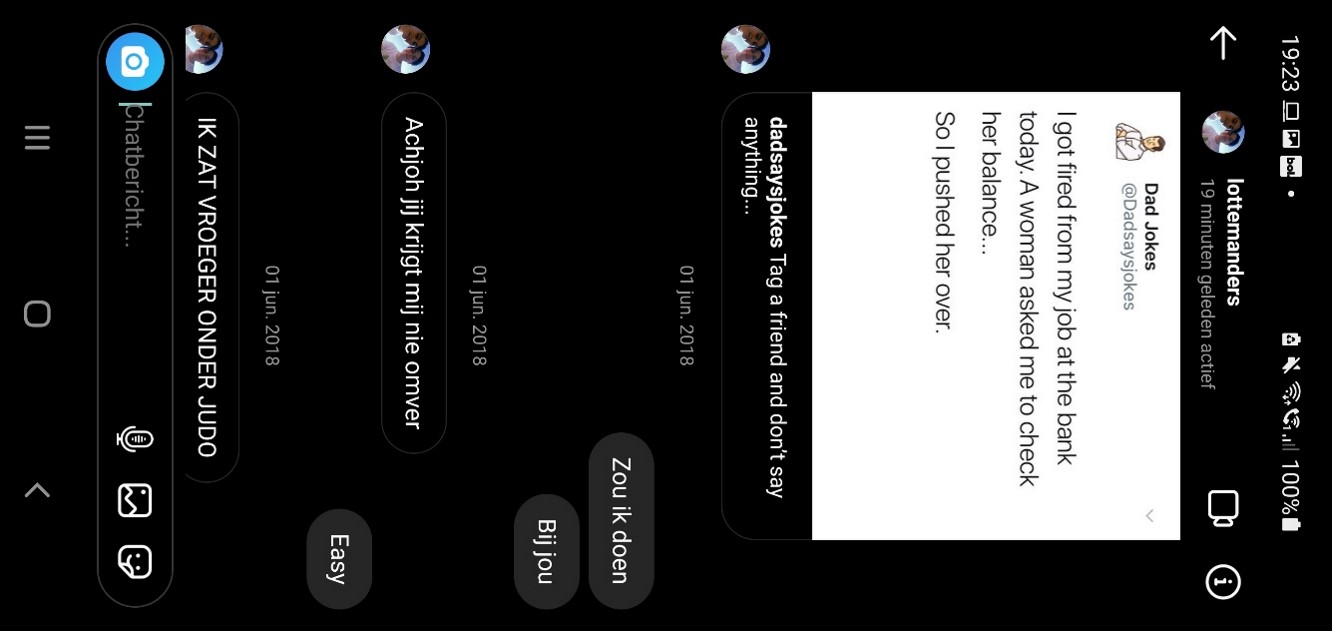 19:23 bol. 100%
lottemanders
19 minuten geleden actief
Dad Jokes
@Dadsaysjokes
I got fired from my job at the bank
today. A woman asked me to check
her balance...
So I pushed her over.
dadsaysjokes Tag a friend and don't say
anything...
01 jun. 2018
Zou ik doen
Bij jou
01 jun. 2018
Achjoh jij krijgt mij nie omver
Easy
01 jun. 2018
IK ZAT VROEGER ONDER JUDO
Chatbericht...